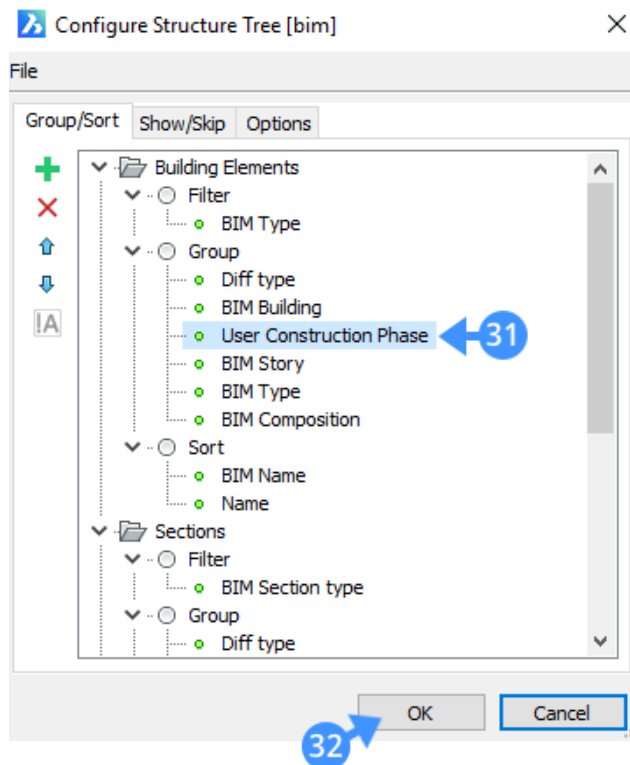 Configure Structure Tree [bim]
File
Group/Sort Show/Skip Options
Building Elements
Filter
BIM Type
Group
Diff type
BIM Building
User Construction Phase 31
BIM Story
BIM Type
BIM Composition
Sort
BIM Name
Name
Sections
Filter
BIM Section type
Group
Diff type
!A
OK Cancel
32